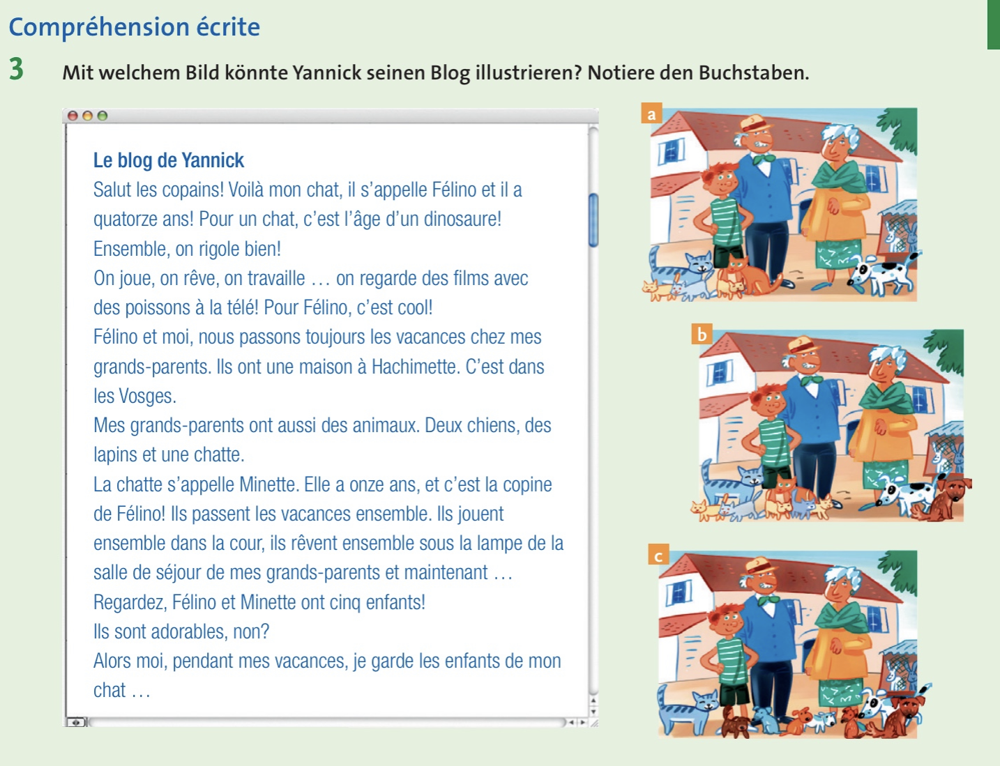 Compréhension écrite
3 Mit welchem Bild könnte Yannick seinen Blog illustrieren? Notiere den Buchstaben.
Le blog de Yannick
Salut les copains! Voilà mon chat, il s'appelle Félino et il a
quatorze ans! Pour un chat, c'est l'âge d'un dinosaure!
Ensemble, on rigole bien!
On joue, on rêve, on travaille ... on regarde des films avec
des poissons à la télé! Pour Félino, c'est cool!
Félino et moi, nous passons toujours les vacances chez mes
grands-parents. Ils ont une maison à Hachimette. C'est dans
les Vosges.
Mes grands-parents ont aussi des animaux. Deux chiens, des
lapins et une chatte.
La chatte s'appelle Minette. Elle a onze ans, et c'est la copine
de Félino! Ils passent les vacances ensemble. Ils jouent
ensemble dans la cour, ils rêvent ensemble sous la lampe de la
salle de séjour de mes grands-parents et maintenant ...
Regardez, Félino et Minette ont cinq enfants!
Ils sont adorables, non?
Alors moi, pendant mes vacances, je garde les enfants de mon
chat ...
a
b
c